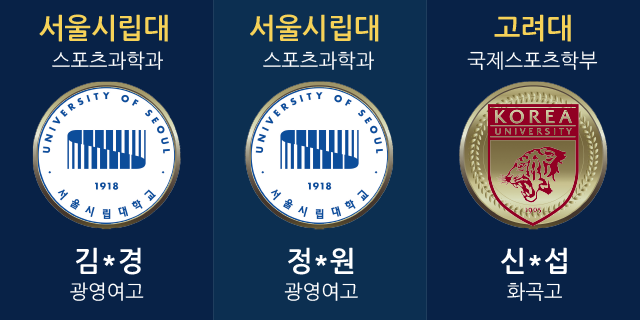 서울시립대
스포츠과학과
UNIVERSITY OF SEOUL
1918
서울시립대학교
김*경
광영여고
서울시립대
스포츠과학과
UNIVERSITY OF SEOUL
1918
서울시립대학교
정*원
광영여고
고려대
국제스포츠학부
KOREA
UNIVERSITY
신*섭
화곡고